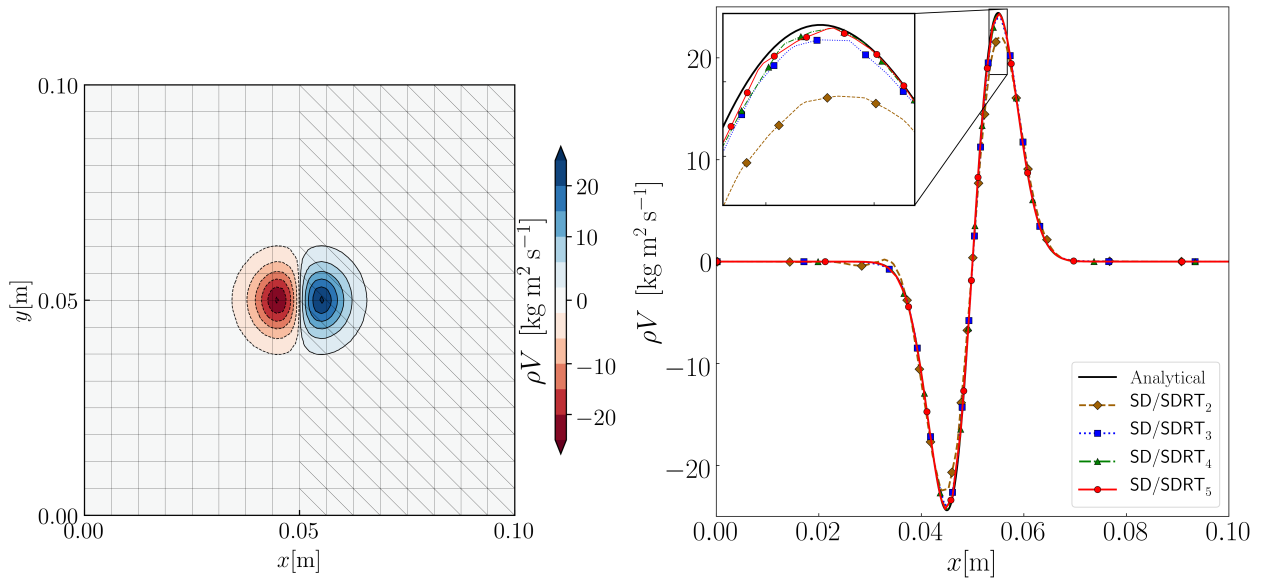 0.10
0.05
0.00
y[m]
0.00
0.05
0.10
x[m]
20
10
0
−10
−20
ρV [kg m² s⁻¹]
20
10
0
−10
−20
ρV [kg m² s⁻¹]
0.00
0.02
0.04
0.06
0.08
0.10
x[m]
Analytical
SD/SDRT₂
SD/SDRT₃
SD/SDRT₄
SD/SDRT₅